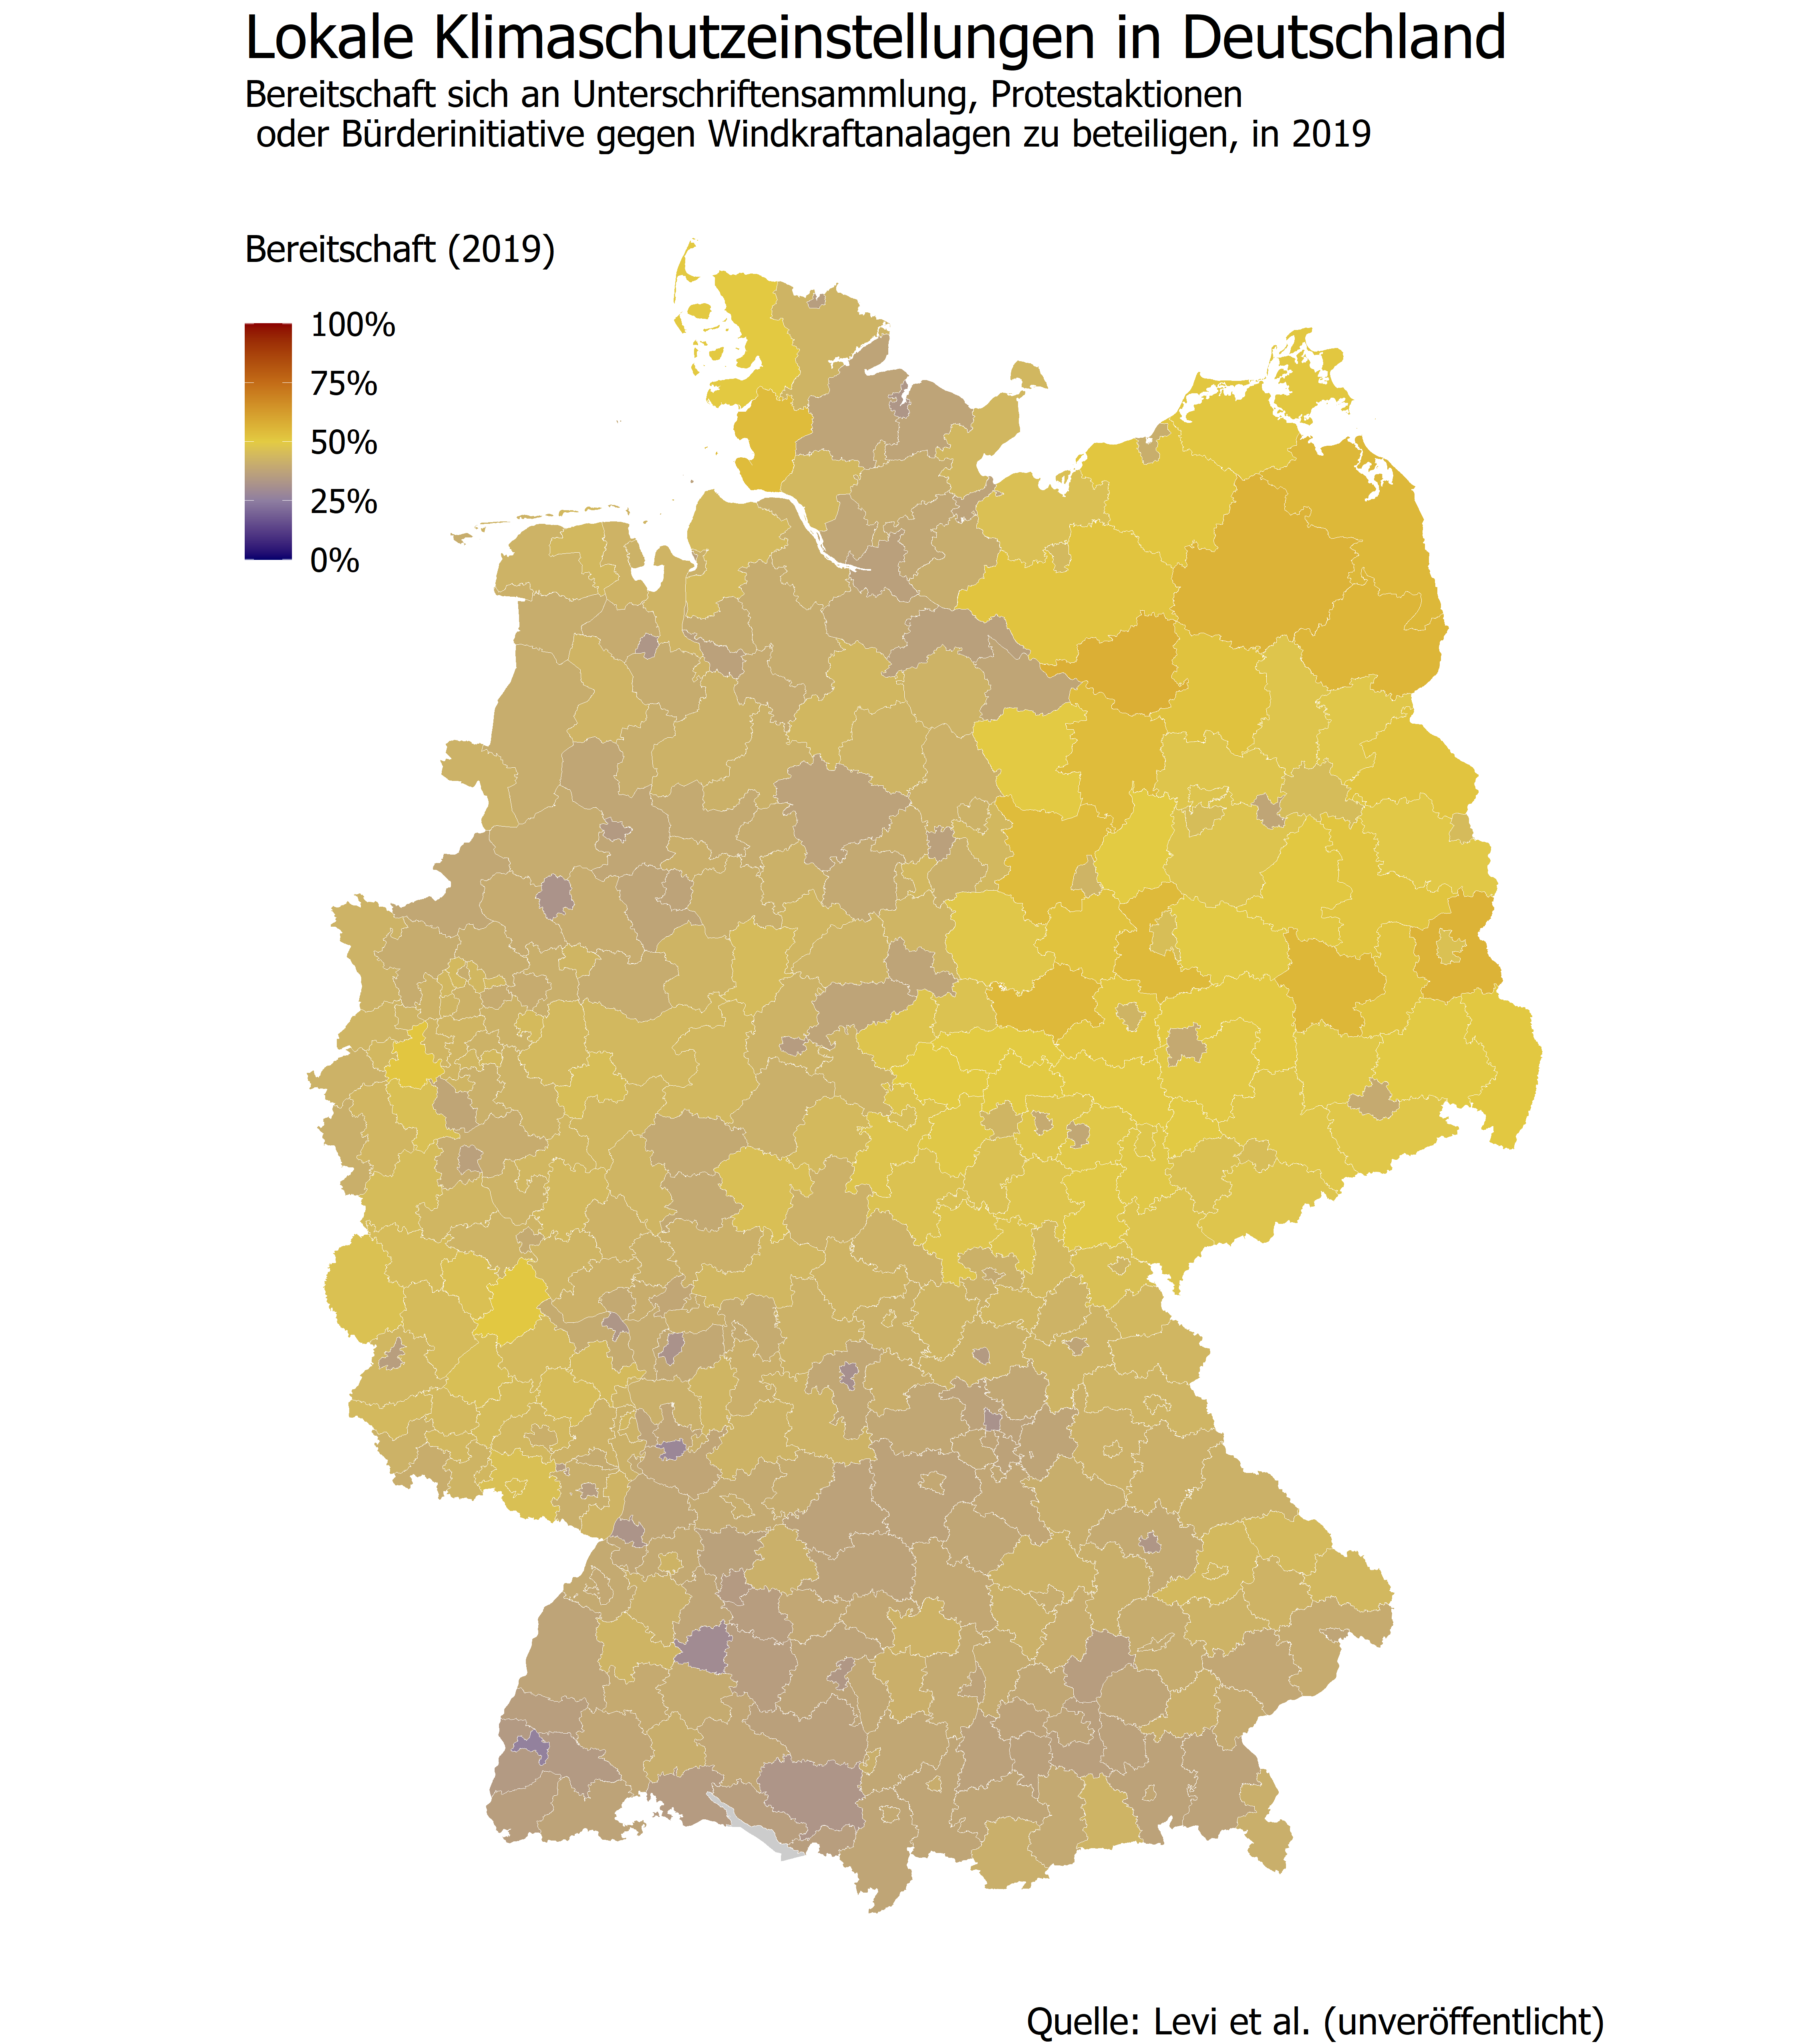 Lokale Klimaschutzeinstellungen in Deutschland
Bereitschaft sich an Unterschriftensammlung, Protestaktionen
oder Bürderinitiative gegen Windkraftanalagen zu beteiligen, in 2019
Bereitschaft (2019)
100%
75%
50%
25%
0%
Quelle: Levi et al. (unveröffentlicht)